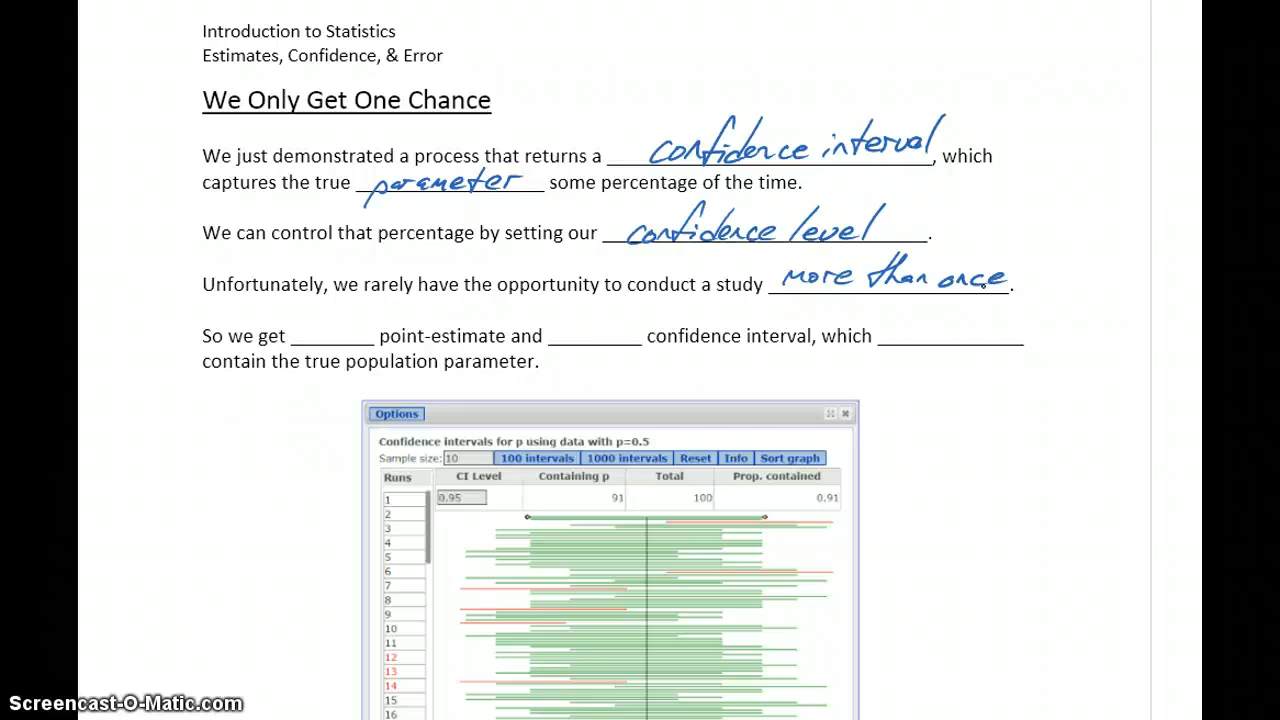 Introduction to Statistics
Estimates, Confidence, & Error
We Only Get One Chance
We just demonstrated a process that returns a confidence interval, which
captures the true parameter some percentage of the time.
We can control that percentage by setting our confidence level.
Unfortunately, we rarely have the opportunity to conduct a study more than once.
So we get ________ point-estimate and _________ confidence interval, which ______________
contain the true population parameter.
Options
Confidence intervals for p using data with p=0.5
Sample size: 10 100 intervals 1000 intervals Reset Info Sort graph
Runs CI Level Containing p Total Prop. contained
1 0.95 91 100 0.91
2
3
4
5
6
7
8
9
10
11
12
13
14
15
16
Screencast-O-Matic.com